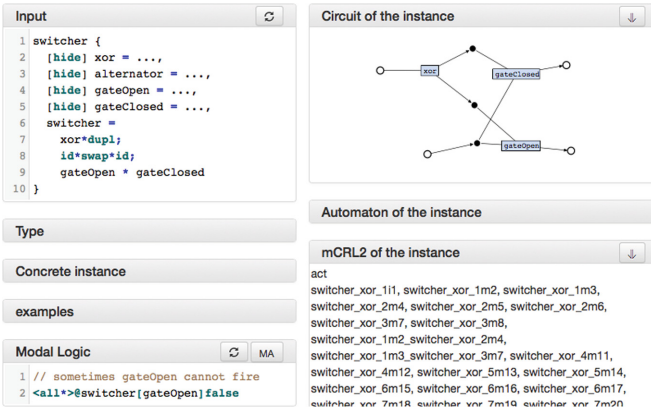 Input
1 switcher {
2 [hide] xor = ...,
3 [hide] alternator = ...,
4 [hide] gateOpen = ...,
5 [hide] gateClosed = ...,
6 switcher =
7 xor*dupl;
8 id*swap*id;
9 gateOpen * gateClosed
10 }
Type
Concrete instance
examples
Modal Logic
MA
1 // sometimes gateOpen cannot fire
2 <all*>@switcher[gateOpen]false
Circuit of the instance
xor
gateClosed
gateOpen
Automaton of the instance
mCRL2 of the instance
act
switcher_xor_1i1, switcher_xor_1m2, switcher_xor_1m3,
switcher_xor_2m4, switcher_xor_2m5, switcher_xor_2m6,
switcher_xor_3m7, switcher_xor_3m8,
switcher_xor_1m2_switcher_xor_2m4,
switcher_xor_1m3_switcher_xor_3m7, switcher_xor_4m11,
switcher_xor_4m12, switcher_xor_5m13, switcher_xor_5m14,
switcher_xor_6m15, switcher_xor_6m16, switcher_xor_6m17,
switcher_xor_7m18, switcher_xor_7m19, switcher_xor_7m20